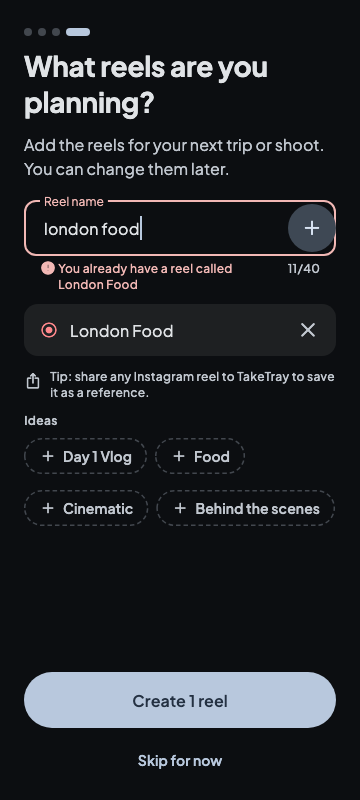 What reels are you
planning?
Add the reels for your next trip or shoot.
You can change them later.
Reel name
london food
You already have a reel called
London Food
11/40
London Food
Tip: share any Instagram reel to TakeTray to save
it as a reference.
Ideas
+ Day 1 Vlog
+ Food
+ Cinematic
+ Behind the scenes
Create 1 reel
Skip for now